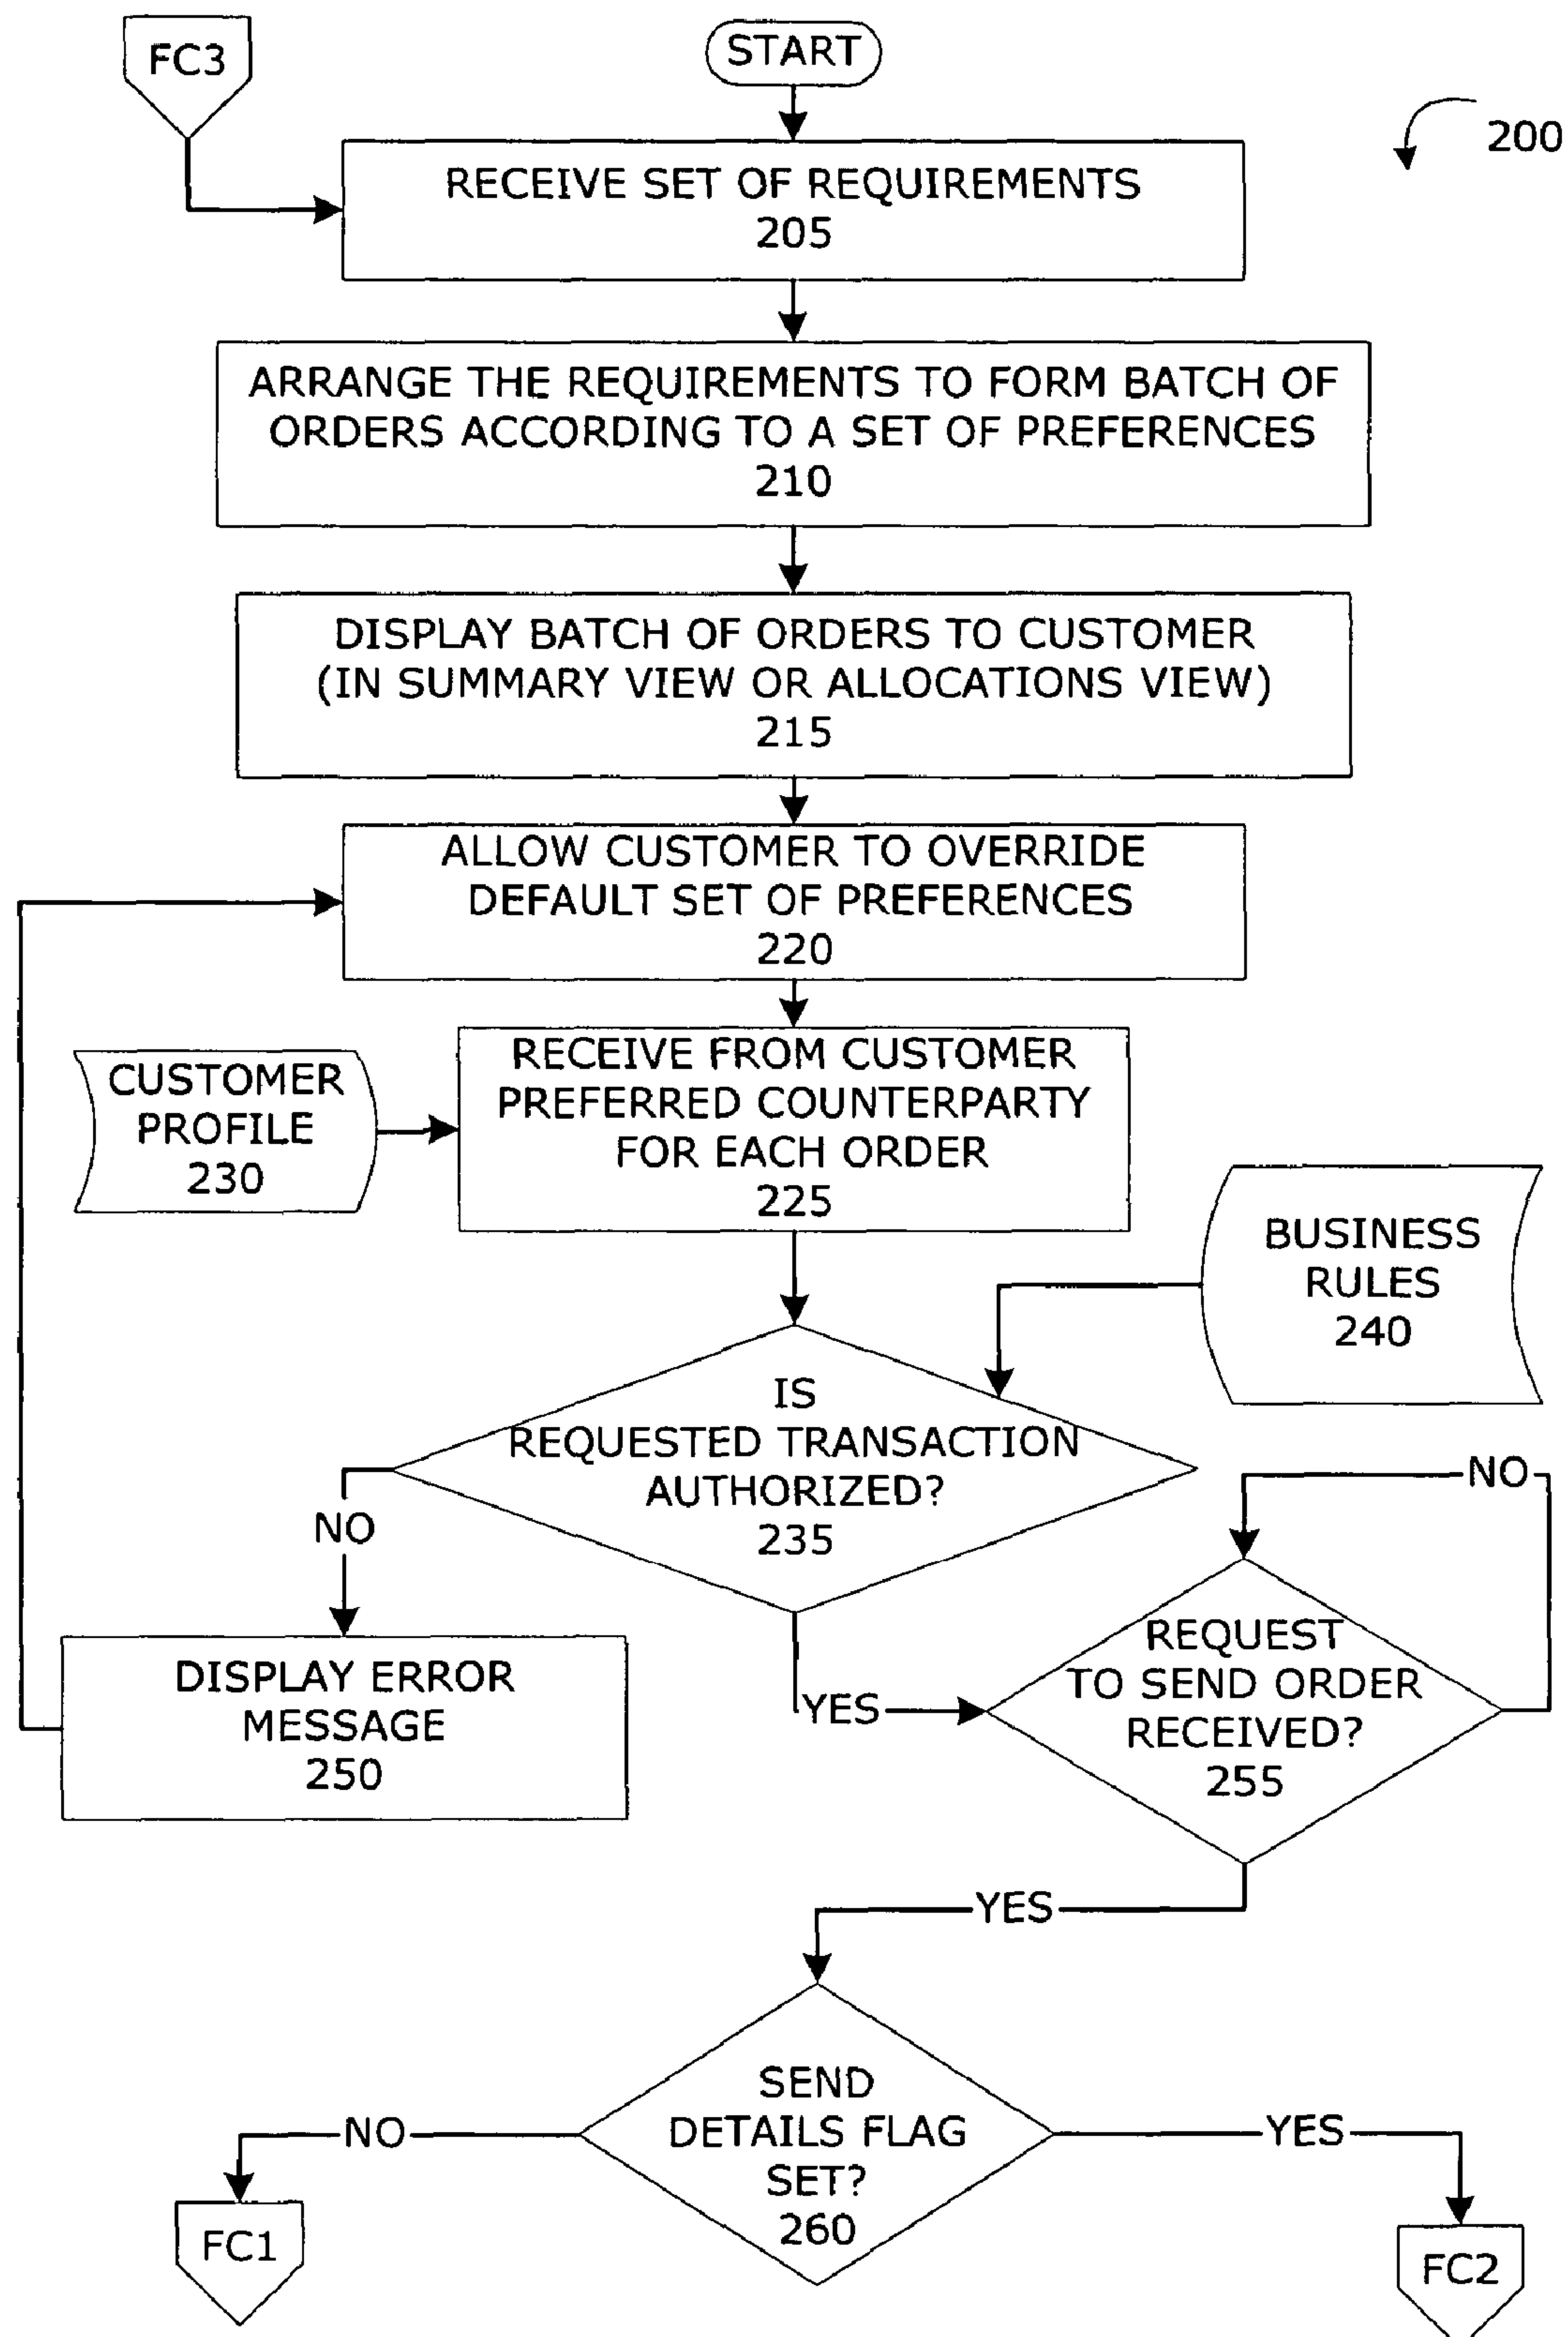 FC3
START
200
RECEIVE SET OF REQUIREMENTS
205
ARRANGE THE REQUIREMENTS TO FORM BATCH OF
ORDERS ACCORDING TO A SET OF PREFERENCES
210
DISPLAY BATCH OF ORDERS TO CUSTOMER
(IN SUMMARY VIEW OR ALLOCATIONS VIEW)
215
ALLOW CUSTOMER TO OVERRIDE
DEFAULT SET OF PREFERENCES
220
CUSTOMER
PROFILE
230
RECEIVE FROM CUSTOMER
PREFERRED COUNTERPARTY
FOR EACH ORDER
225
BUSINESS
RULES
240
IS
REQUESTED TRANSACTION
AUTHORIZED?
235
NO
NO
DISPLAY ERROR
MESSAGE
250
YES
REQUEST
TO SEND ORDER
RECEIVED?
255
YES
SEND
DETAILS FLAG
SET?
260
NO
YES
FC1
FC2